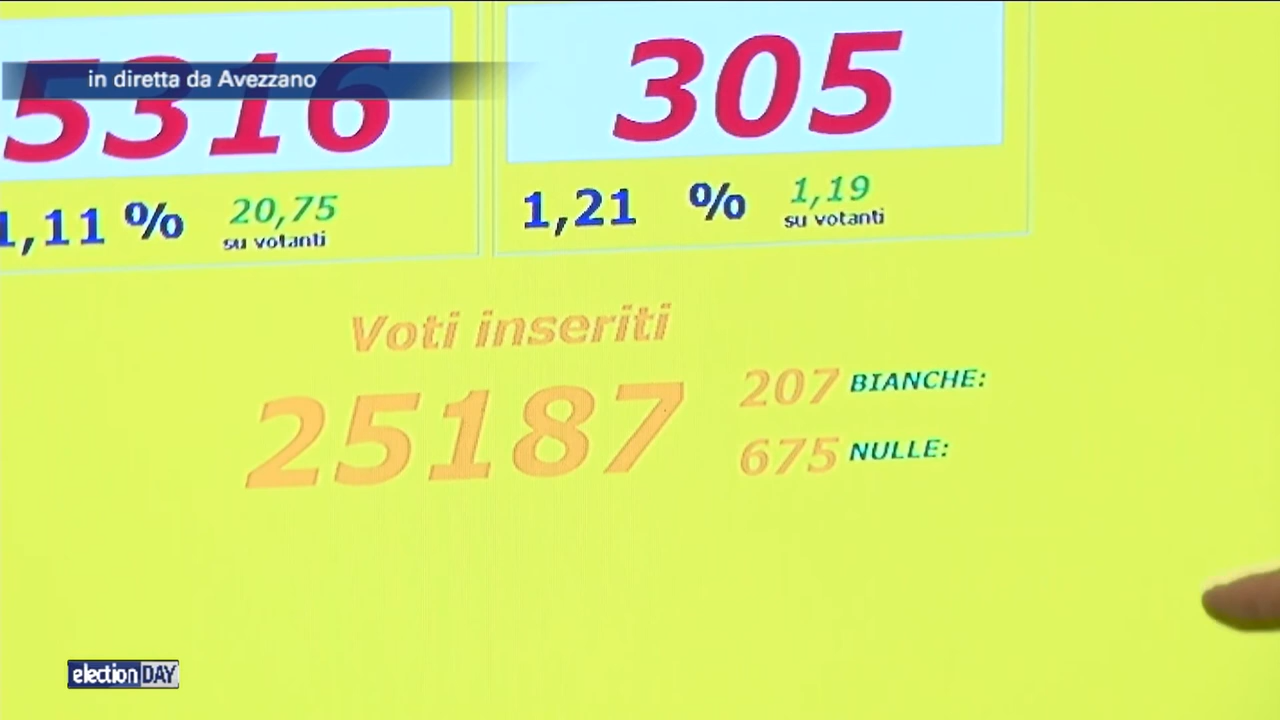 in diretta da Avezzano
5316
305
1,11 %
20,75
su votanti
1,21 %
1,19
su votanti
Voti inseriti
25187
207 BIANCHE:
675 NULLE:
election DAY